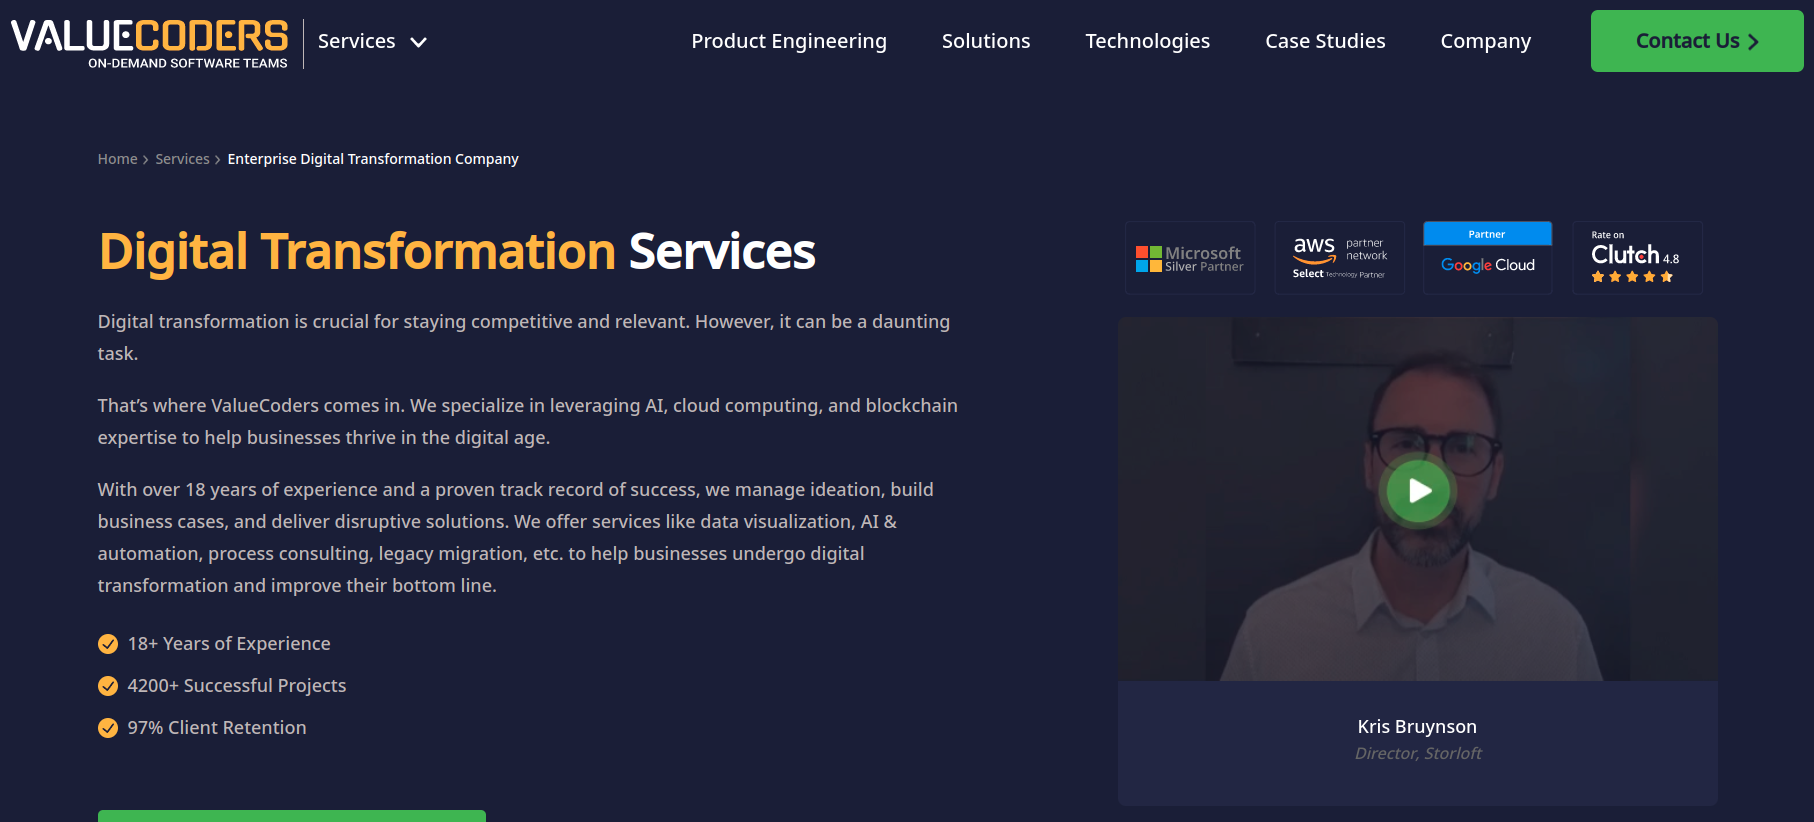 VALUECODERS
ON-DEMAND SOFTWARE TEAMS
Services
Product Engineering
Solutions
Technologies
Case Studies
Company
Contact Us
Home
Services
Enterprise Digital Transformation Company
Digital Transformation Services
Digital transformation is crucial for staying competitive and relevant. However, it can be a daunting
task.
That’s where ValueCoders comes in. We specialize in leveraging AI, cloud computing, and blockchain
expertise to help businesses thrive in the digital age.
With over 18 years of experience and a proven track record of success, we manage ideation, build
business cases, and deliver disruptive solutions. We offer services like data visualization, AI &
automation, process consulting, legacy migration, etc. to help businesses undergo digital
transformation and improve their bottom line.
18+ Years of Experience
4200+ Successful Projects
97% Client Retention
Microsoft
Silver Partner
aws partner
network
Select Technology Partner
Partner
Google Cloud
Rate on
Clutch 4.8
Kris Bruynson
Director, Storloft